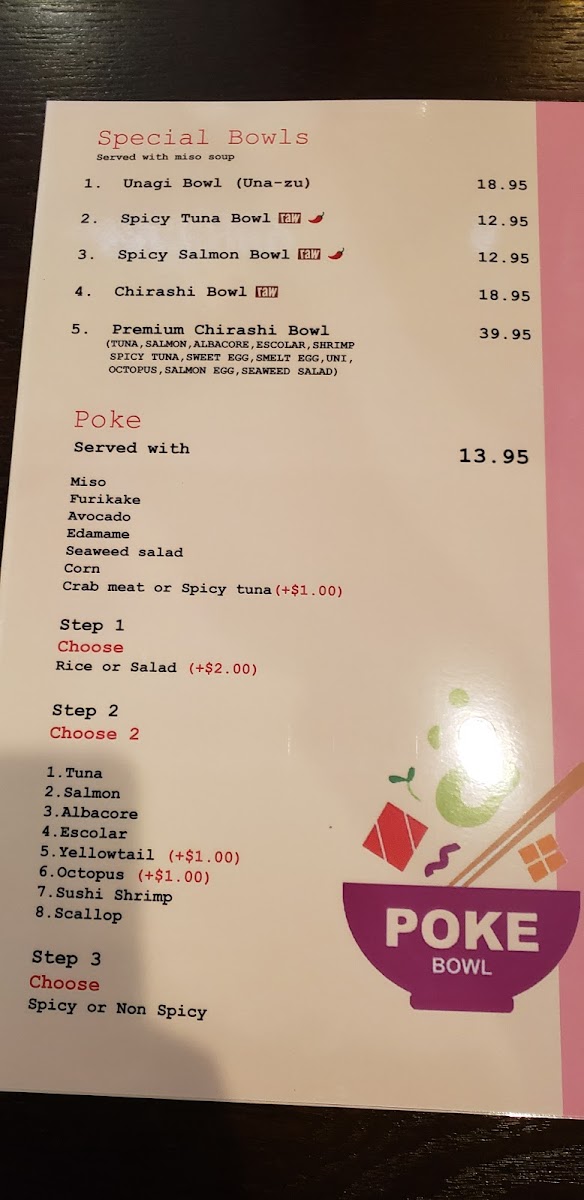 Special Bowls
Served with miso soup
1. Unagi Bowl (Una-zu) 18.95
2. Spicy Tuna Bowl raw 12.95
3. Spicy Salmon Bowl raw 12.95
4. Chirashi Bowl raw 18.95
5. Premium Chirashi Bowl 39.95
(TUNA,SALMON,ALBACORE,ESCOLAR,SHRIMP
SPICY TUNA,SWEET EGG,SMELT EGG,UNI,
OCTOPUS,SALMON EGG,SEAWEED SALAD)
Poke
Served with 13.95
Miso
Furikake
Avocado
Edamame
Seaweed salad
Corn
Crab meat or Spicy tuna(+$1.00)
Step 1
Choose
Rice or Salad (+$2.00)
Step 2
Choose 2
1.Tuna
2.Salmon
3.Albacore
4.Escolar
5.Yellowtail (+$1.00)
6.Octopus (+$1.00)
7.Sushi Shrimp
8.Scallop
Step 3
Choose
Spicy or Non Spicy
POKE
BOWL